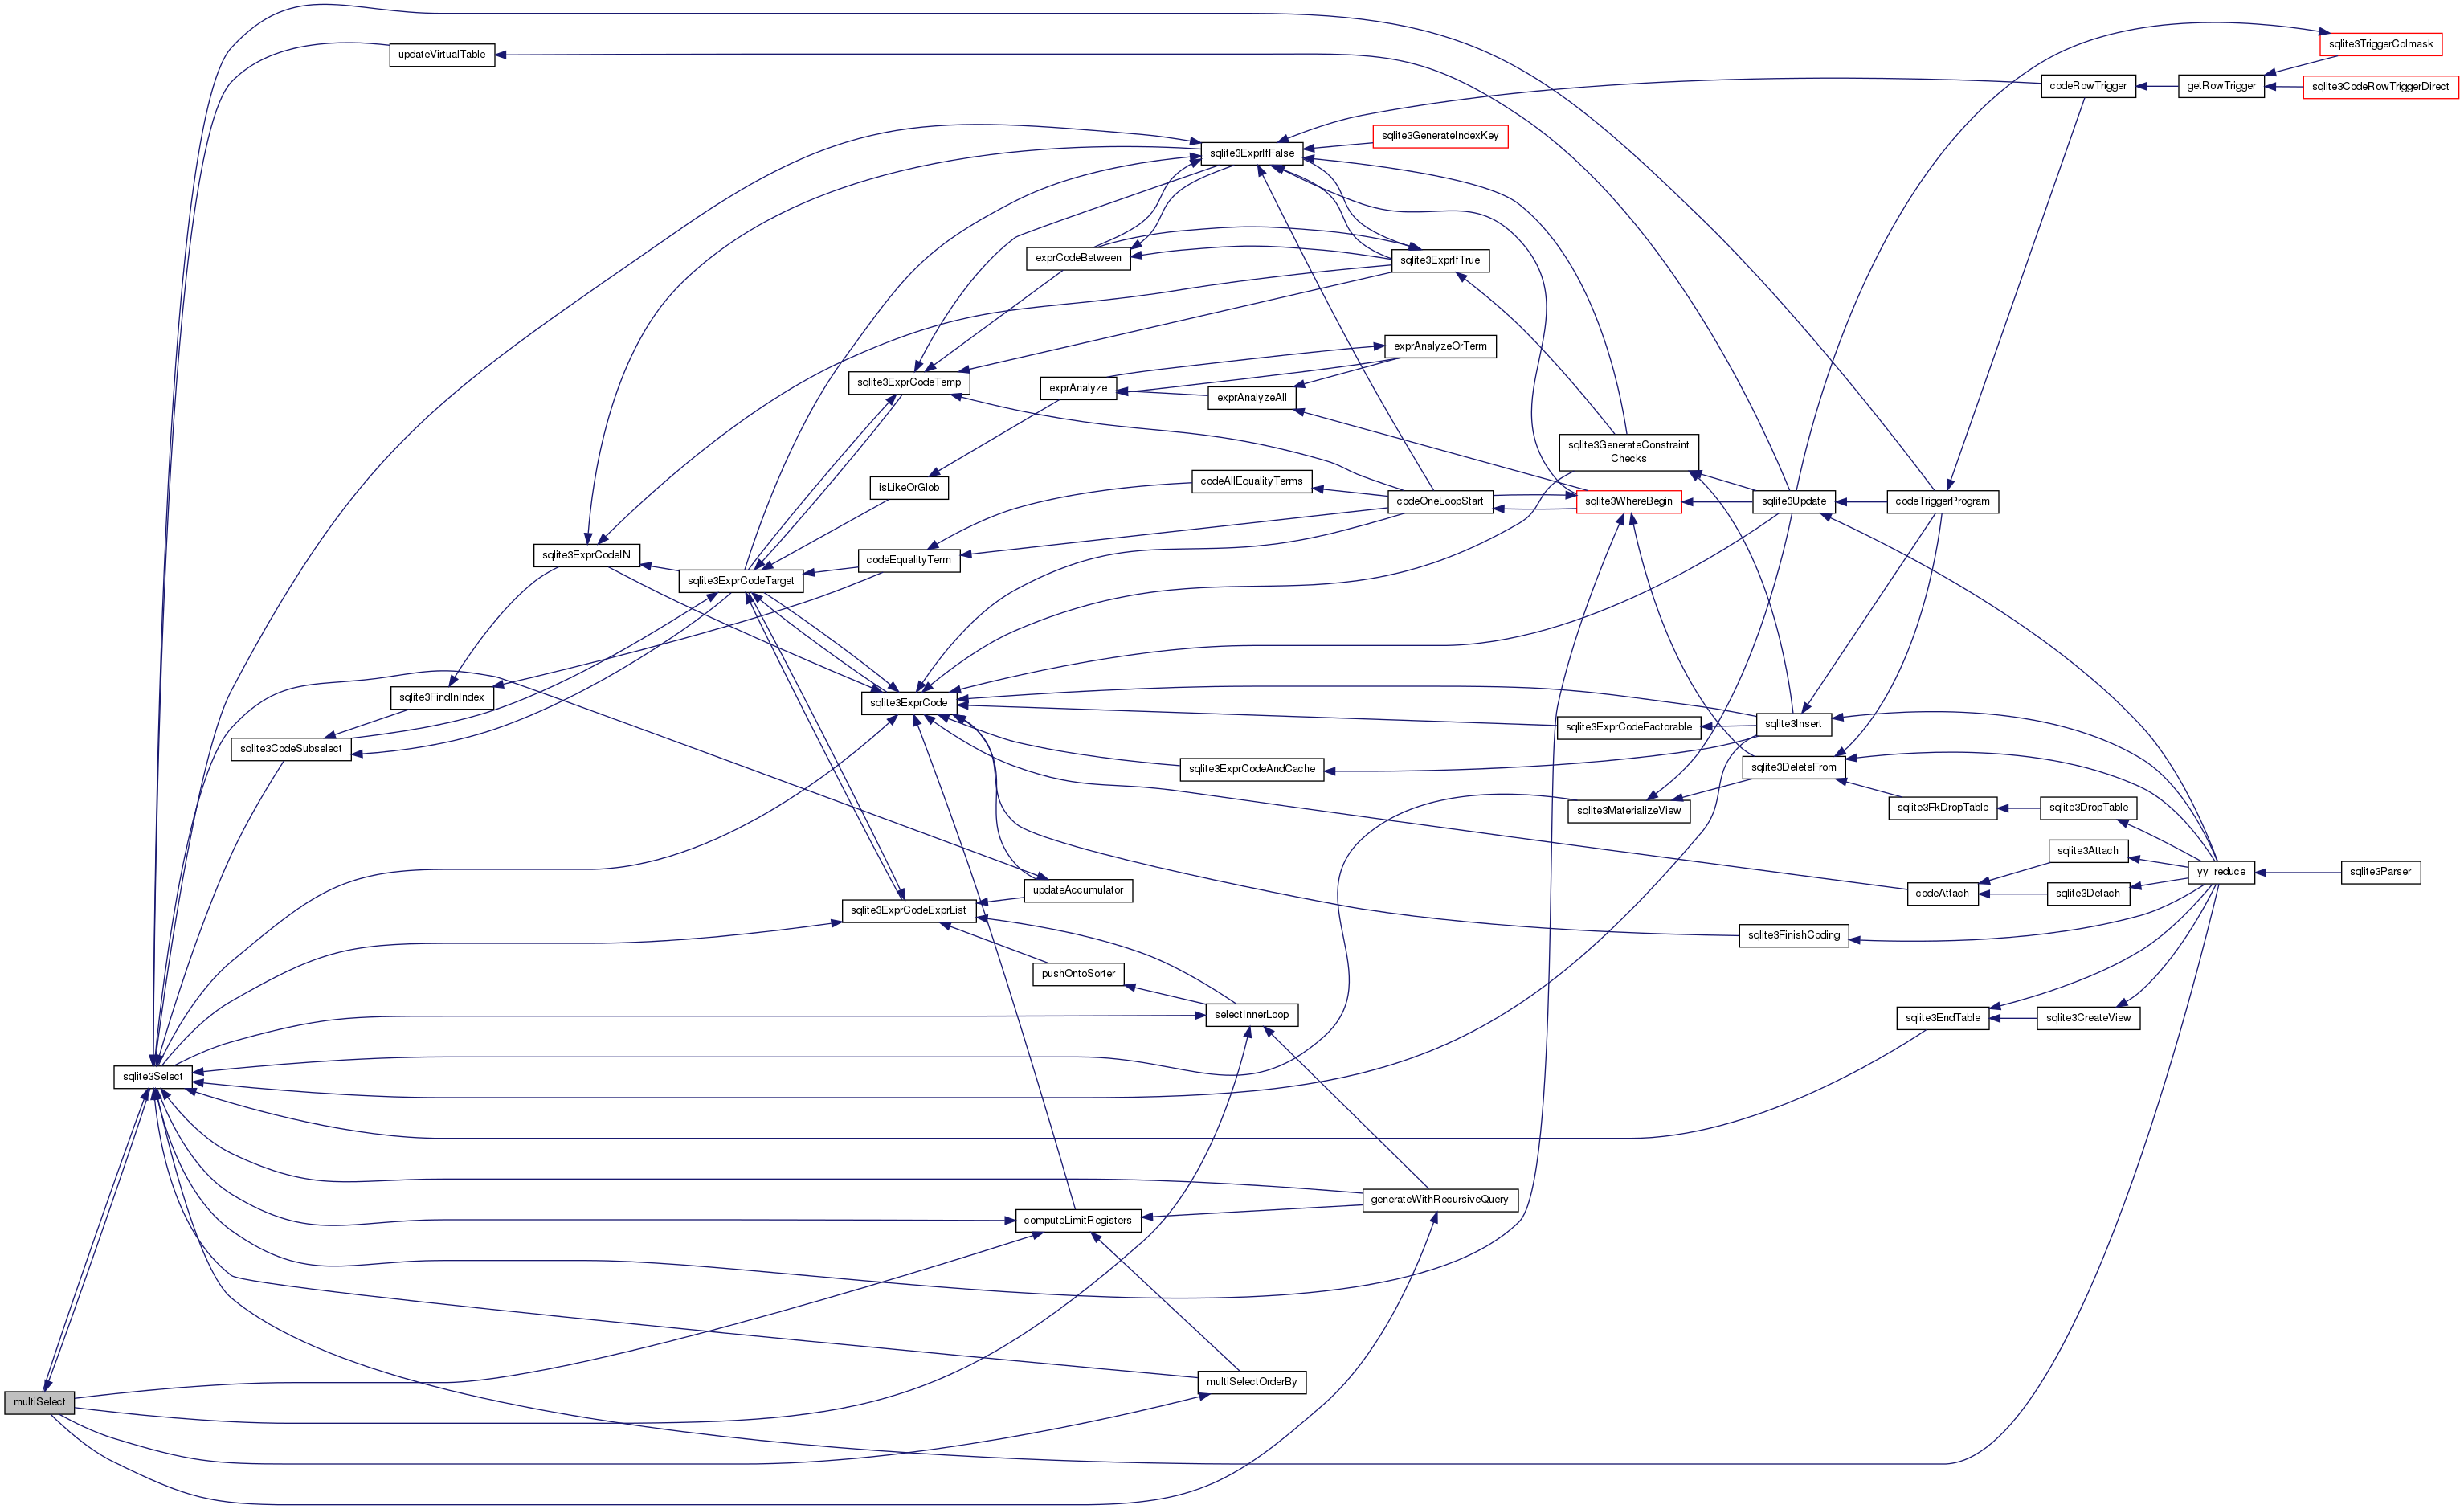 sqlite3TriggerColmask
updateVirtualTable
codeRowTrigger
getRowTrigger
sqlite3CodeRowTriggerDirect
sqlite3GenerateIndexKey
sqlite3ExprIfFalse
exprCodeBetween
sqlite3ExprIfTrue
exprAnalyzeOrTerm
sqlite3ExprCodeTemp
exprAnalyze
exprAnalyzeAll
sqlite3GenerateConstraint
Checks
isLikeOrGlob
codeAllEqualityTerms
codeOneLoopStart
sqlite3WhereBegin
sqlite3Update
codeTriggerProgram
sqlite3ExprCodeIN
codeEqualityTerm
sqlite3ExprCodeTarget
sqlite3FindInIndex
sqlite3ExprCode
sqlite3ExprCodeFactorable
sqlite3Insert
sqlite3CodeSubselect
sqlite3ExprCodeAndCache
sqlite3DeleteFrom
sqlite3MaterializeView
sqlite3FkDropTable
sqlite3DropTable
sqlite3Attach
yy_reduce
sqlite3Parser
updateAccumulator
codeAttach
sqlite3Detach
sqlite3ExprCodeExprList
sqlite3FinishCoding
pushOntoSorter
selectInnerLoop
sqlite3EndTable
sqlite3CreateView
sqlite3Select
generateWithRecursiveQuery
computeLimitRegisters
multiSelectOrderBy
multiSelect